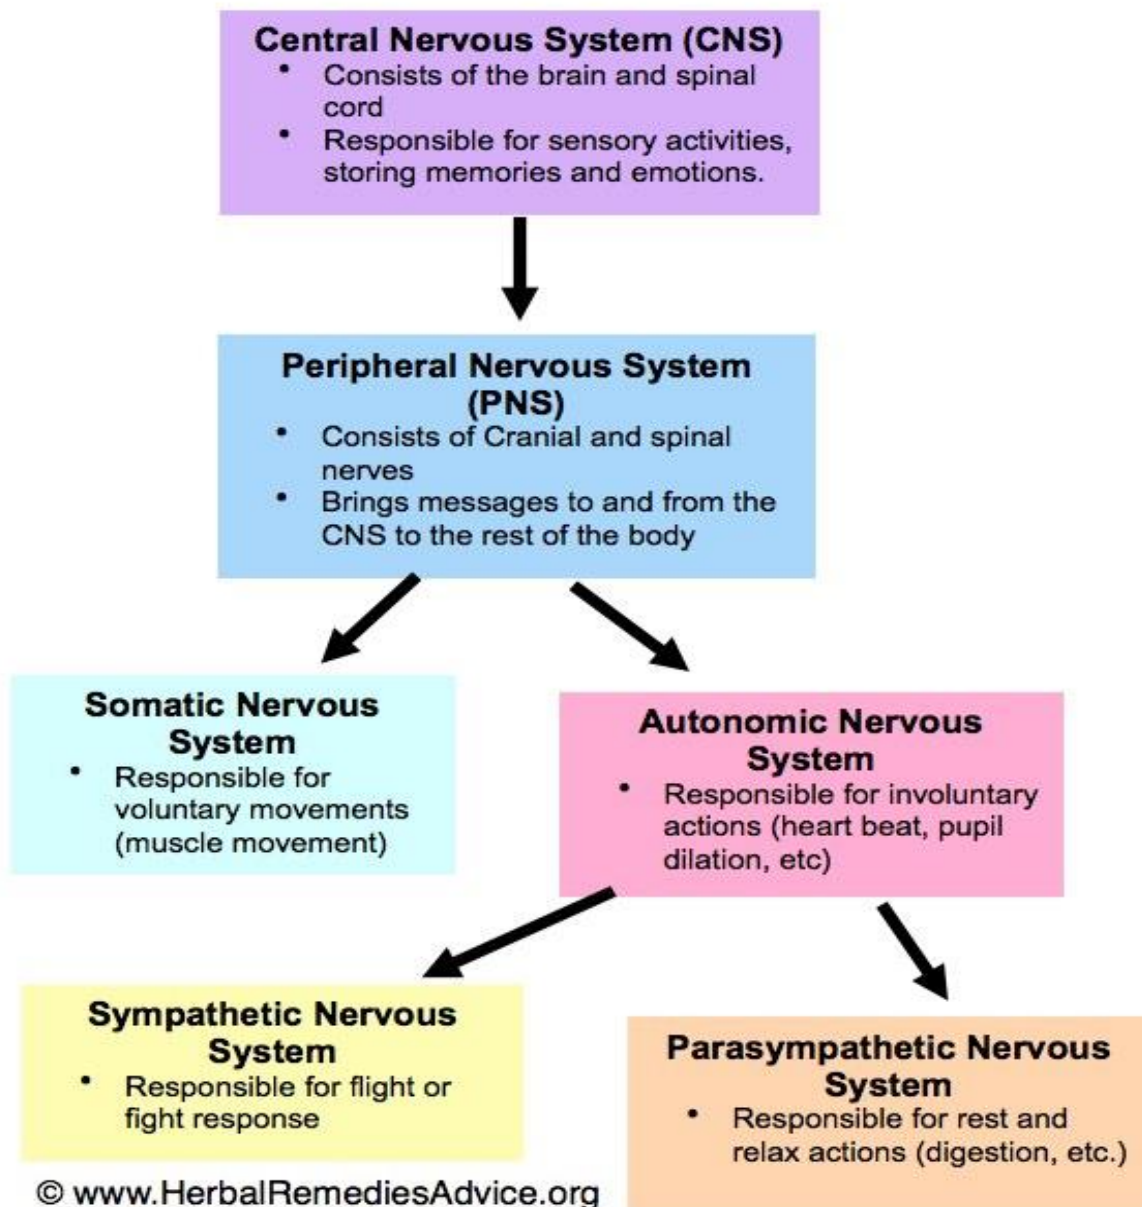 Central Nervous System (CNS)
• Consists of the brain and spinal
cord
• Responsible for sensory activities,
storing memories and emotions.
Peripheral Nervous System
(PNS)
• Consists of Cranial and spinal
nerves
• Brings messages to and from the
CNS to the rest of the body
Somatic Nervous
System
• Responsible for
voluntary movements
(muscle movement)
Autonomic Nervous
System
• Responsible for involuntary
actions (heart beat, pupil
dilation, etc)
Sympathetic Nervous
System
• Responsible for flight or
fight response
Parasympathetic Nervous
System
• Responsible for rest and
relax actions (digestion, etc.)
© www.HerbalRemediesAdvice.org